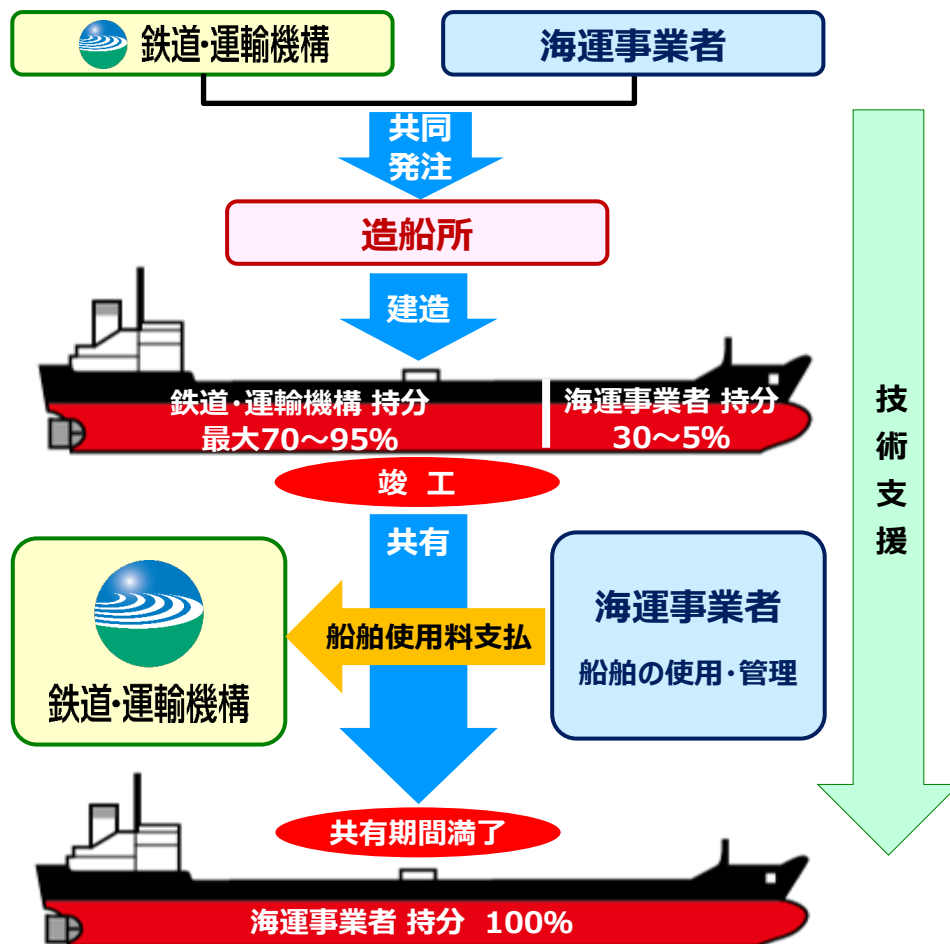 鉄道・運輸機構
海運事業者
共同
発注
造船所
建造
鉄道・運輸機構 持分
最大70～95%
海運事業者 持分
30～5%
竣 工
共有
鉄道・運輸機構
船舶使用料支払
海運事業者
船舶の使用・管理
共有期間満了
海運事業者 持分 100%
技術支援